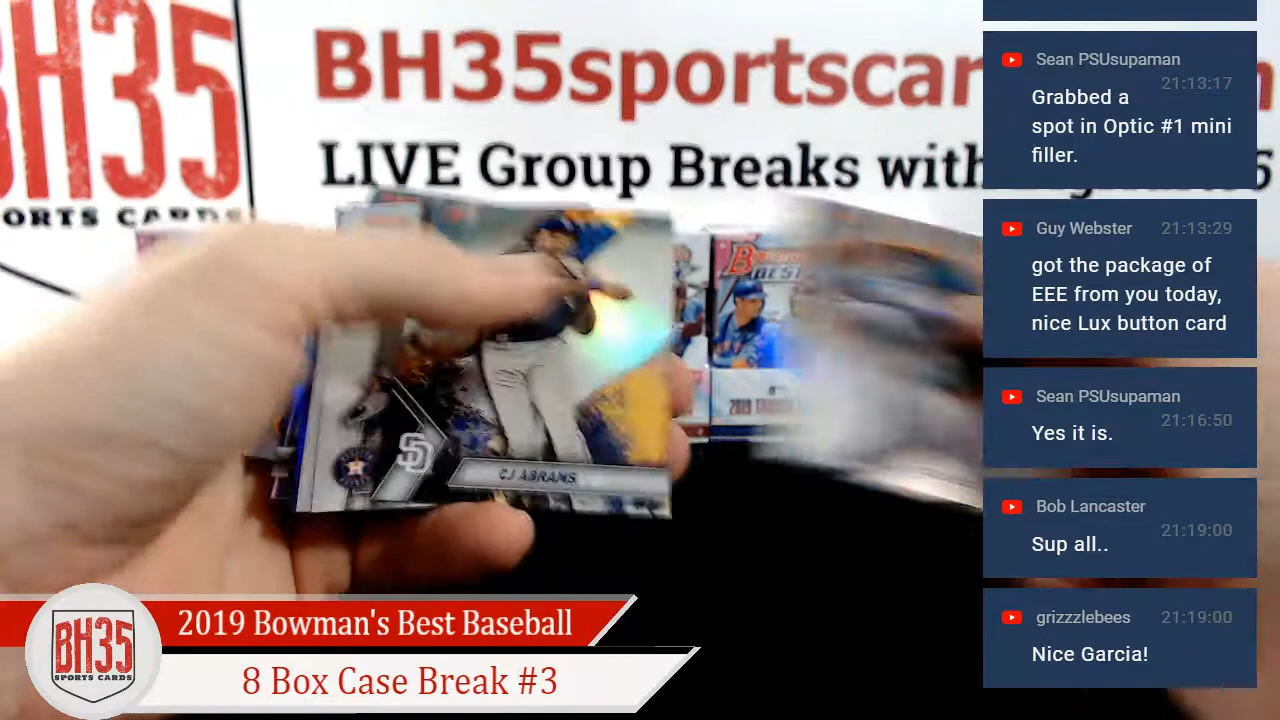 BH35
ORTS CARDS
BH35sportscar
LIVE Group Breaks with
BEST
SD
CJ ABRAMS
2019
BH35
SPORTS CARDS
2019 Bowman's Best Baseball
8 Box Case Break #3
Sean PSUsupaman
21:13:17
Grabbed a
spot in Optic #1 mini
filler.
Guy Webster 21:13:29
got the package of
EEE from you today,
nice Lux button card
Sean PSUsupaman
21:16:50
Yes it is.
Bob Lancaster
21:19:00
Sup all..
grizzzlebees 21:19:00
Nice Garcia!